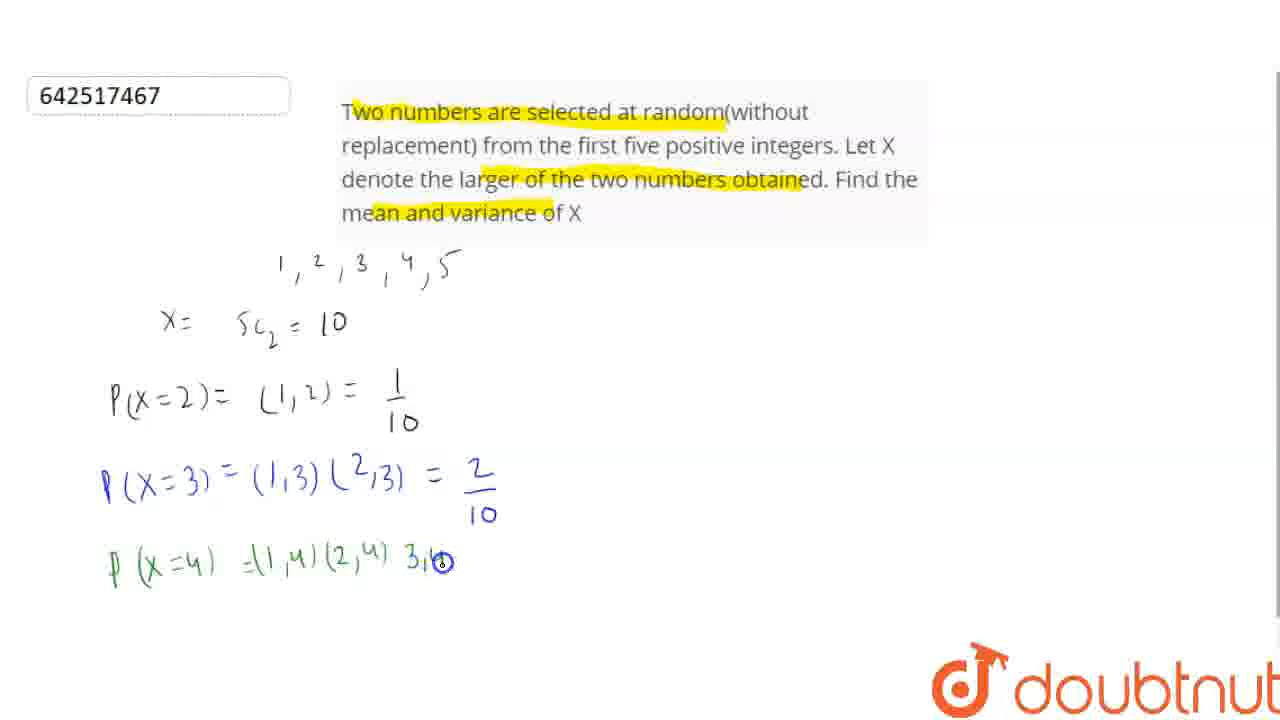 642517467
Two numbers are selected at random(without
replacement) from the first five positive integers. Let X
denote the larger of the two numbers obtained. Find the
mean and variance of X
1, 2, 3, 4, 5
X = 5C₂ = 10
P(X=2) = (1,2) = 1/10
P(X=3) = (1,3) (2,3) = 2/10
P(X=4) = (1,4) (2,4) 3,4
doubtnut